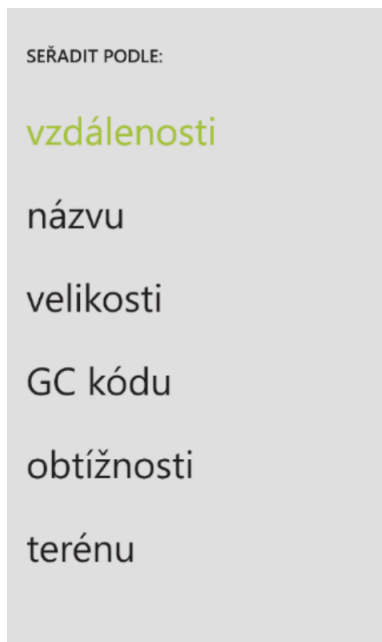 SEŘADIT PODLE:
vzdálenosti
názvu
velikosti
GC kódu
obtížnosti
terénu